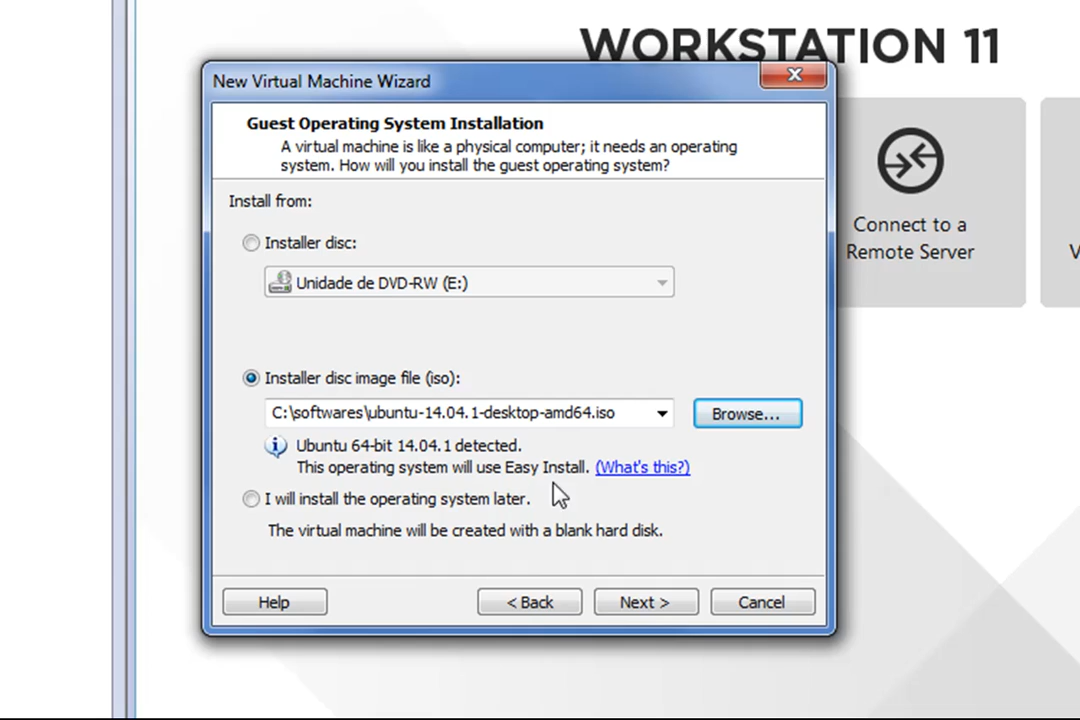 WORKSTATION 11
New Virtual Machine Wizard
Guest Operating System Installation
A virtual machine is like a physical computer; it needs an operating
system. How will you install the guest operating system?
Install from:
Installer disc:
Unidade de DVD-RW (E:)
Installer disc image file (iso):
C:\softwares\ubuntu-14.04.1-desktop-amd64.iso
Browse...
Ubuntu 64-bit 14.04.1 detected.
This operating system will use Easy Install. (What's this?)
I will install the operating system later.
The virtual machine will be created with a blank hard disk.
Help
< Back
Next >
Cancel
Connect to a
Remote Server
V